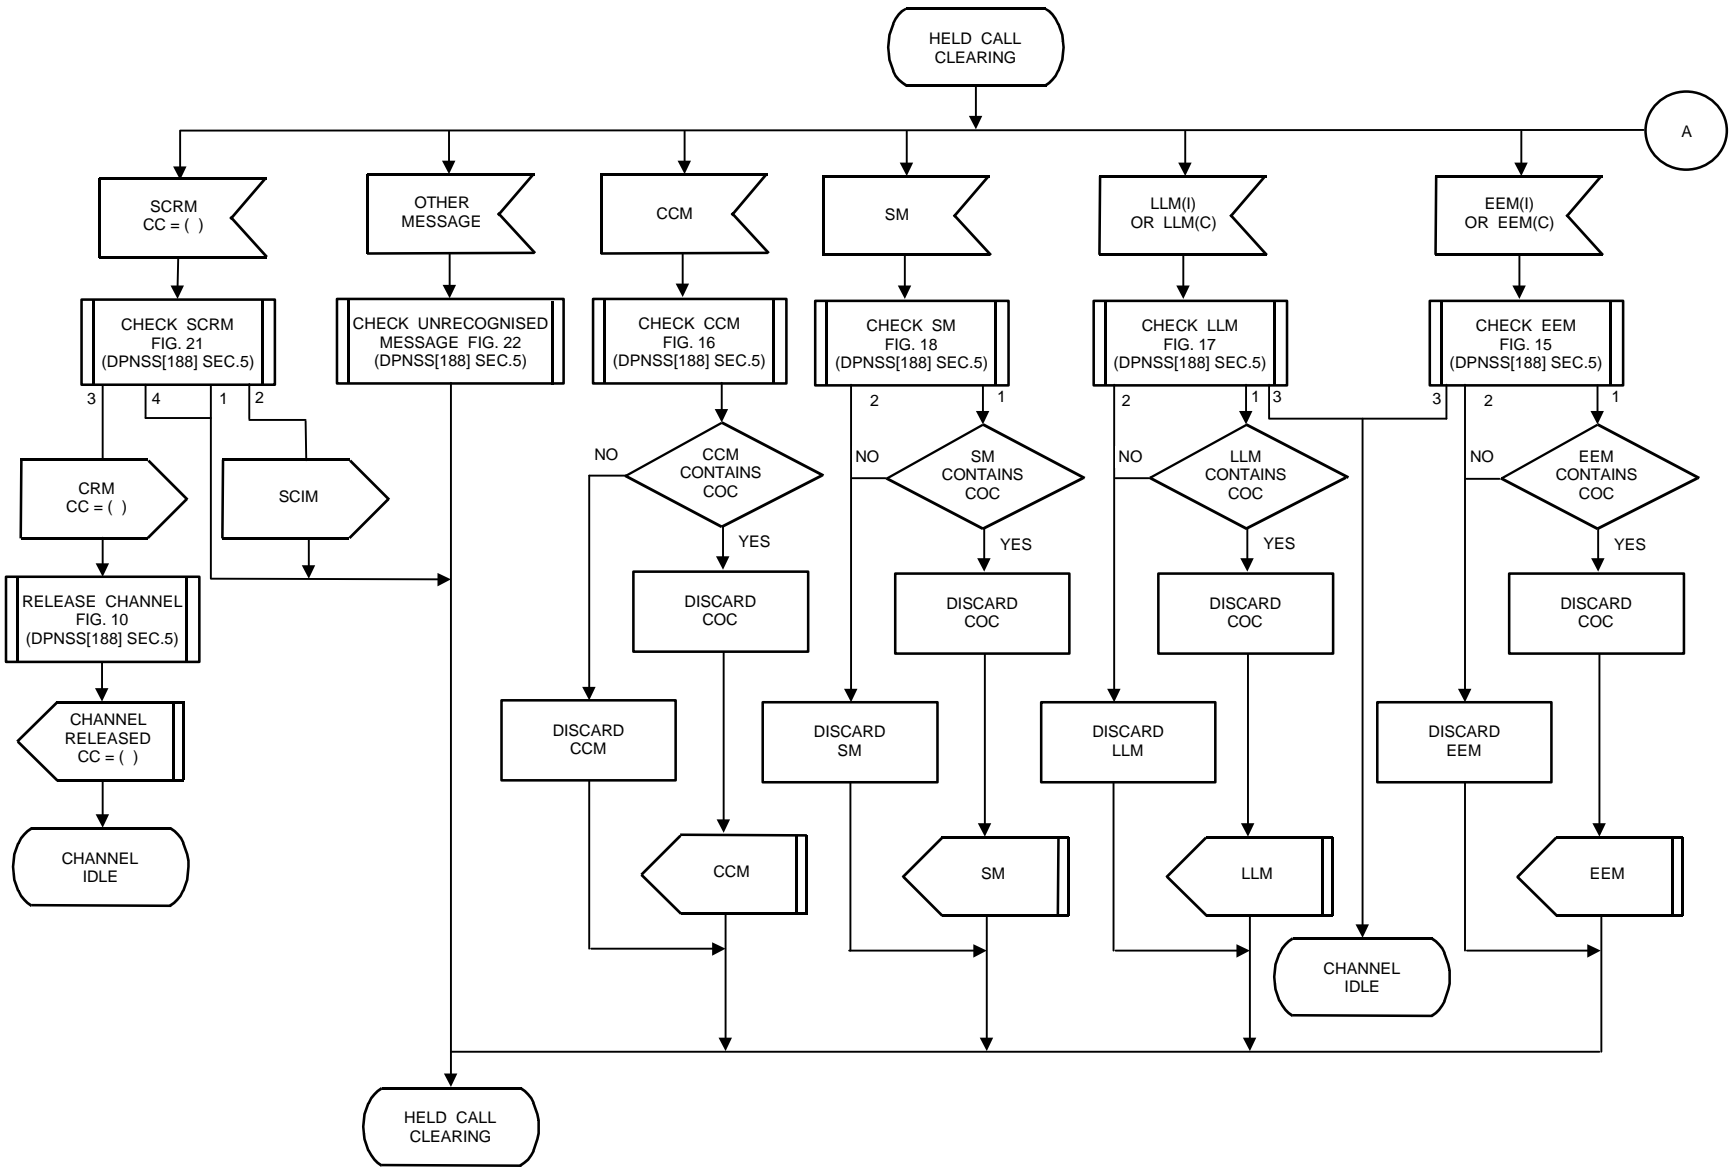 HELD CALL
CLEARING
A
SCRM
CC = ( )
OTHER
MESSAGE
CCM
SM
LLM(I)
OR LLM(C)
EEM(I)
OR EEM(C)
CHECK SCRM
FIG. 21
(DPNSS[188] SEC.5)
CHECK UNRECOGNISED
MESSAGE FIG. 22
(DPNSS[188] SEC.5)
CHECK CCM
FIG. 16
(DPNSS[188] SEC.5)
CHECK SM
FIG. 18
(DPNSS[188] SEC.5)
CHECK LLM
FIG. 17
(DPNSS[188] SEC.5)
CHECK EEM
FIG. 15
(DPNSS[188] SEC.5)
3
4
1
2
2
1
2
1
3
3
2
1
CRM
CC = ( )
SCIM
NO
CCM
CONTAINS
COC
YES
NO
SM
CONTAINS
COC
YES
NO
LLM
CONTAINS
COC
YES
NO
EEM
CONTAINS
COC
YES
RELEASE CHANNEL
FIG. 10
(DPNSS[188] SEC.5)
DISCARD
COC
DISCARD
COC
DISCARD
COC
DISCARD
COC
CHANNEL
RELEASED
CC = ( )
DISCARD
CCM
DISCARD
SM
DISCARD
LLM
DISCARD
EEM
CHANNEL
IDLE
CCM
SM
LLM
EEM
CHANNEL
IDLE
HELD CALL
CLEARING